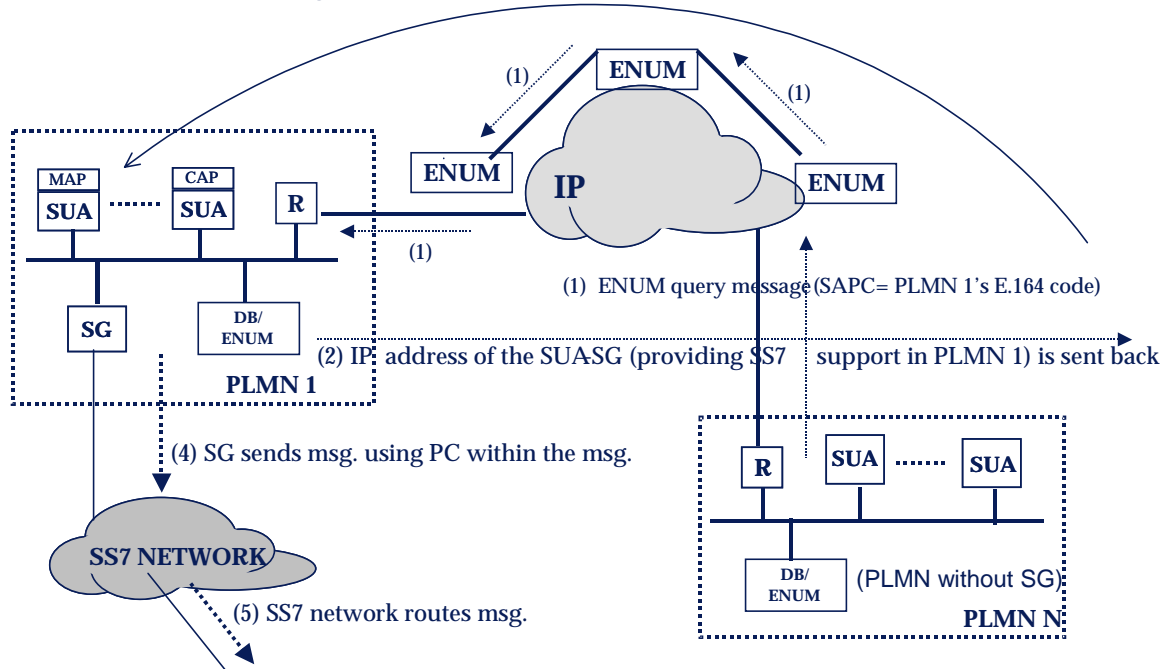 ENUM
(1)
(1)
ENUM
IP
ENUM
MAP
CAP
SUA
SUA
R
(1)
(1) ENUM query message (SAPC= PLMN 1's E.164 code)
SG
DB/
ENUM
(2) IP address of the SUA-SG (providing SS7 support in PLMN 1) is sent back
PLMN 1
(4) SG sends msg. using PC within the msg.
R
SUA
SUA
SS7 NETWORK
DB/
ENUM
(PLMN without SG)
(5) SS7 network routes msg.
PLMN N